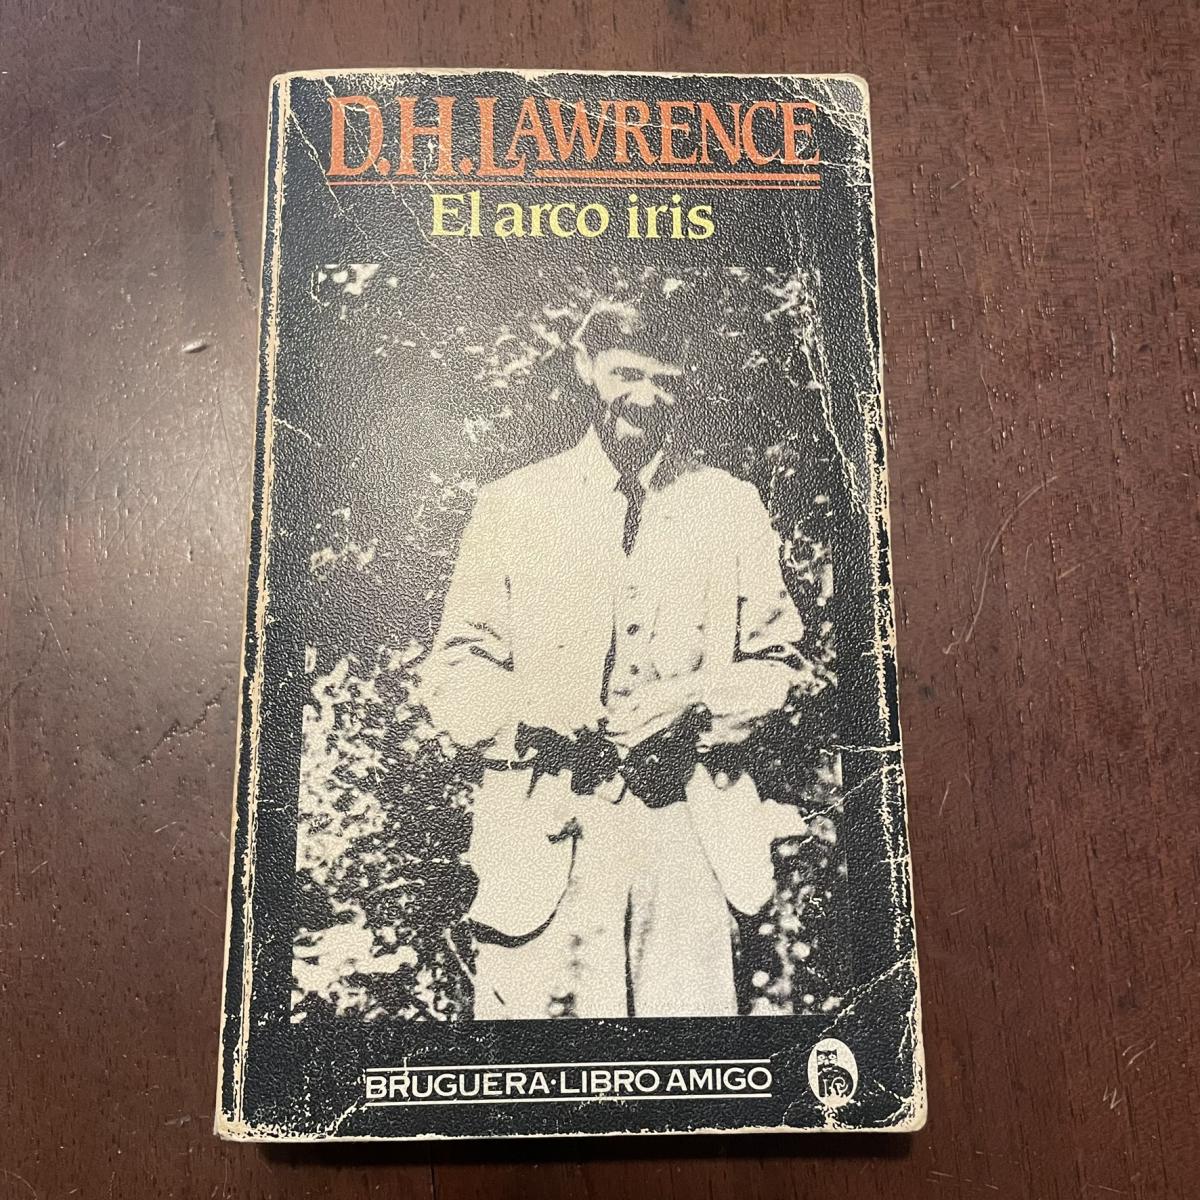 D.H.LAWRENCE
El arco iris
BRUGUERA·LIBRO AMIGO